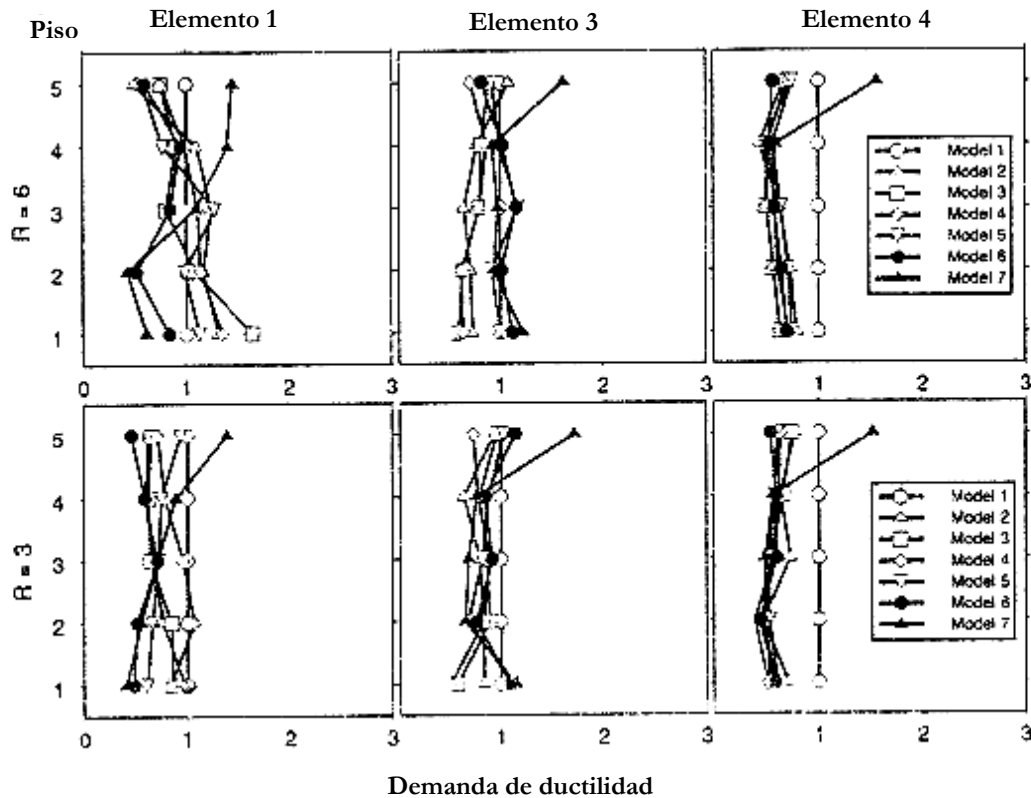 Piso
Elemento 1
Elemento 3
Elemento 4
R = 6
5
4
3
2
1
Model 1
Model 2
Model 3
Model 4
Model 5
Model 6
Model 7
0 1 2 3
1 2 3
0 1 2 3
R = 3
5
4
3
2
1
Model 1
Model 2
Model 3
Model 4
Model 5
Model 6
Model 7
0 1 2 3
0 1 2 3
0 1 2 3
Demanda de ductilidad